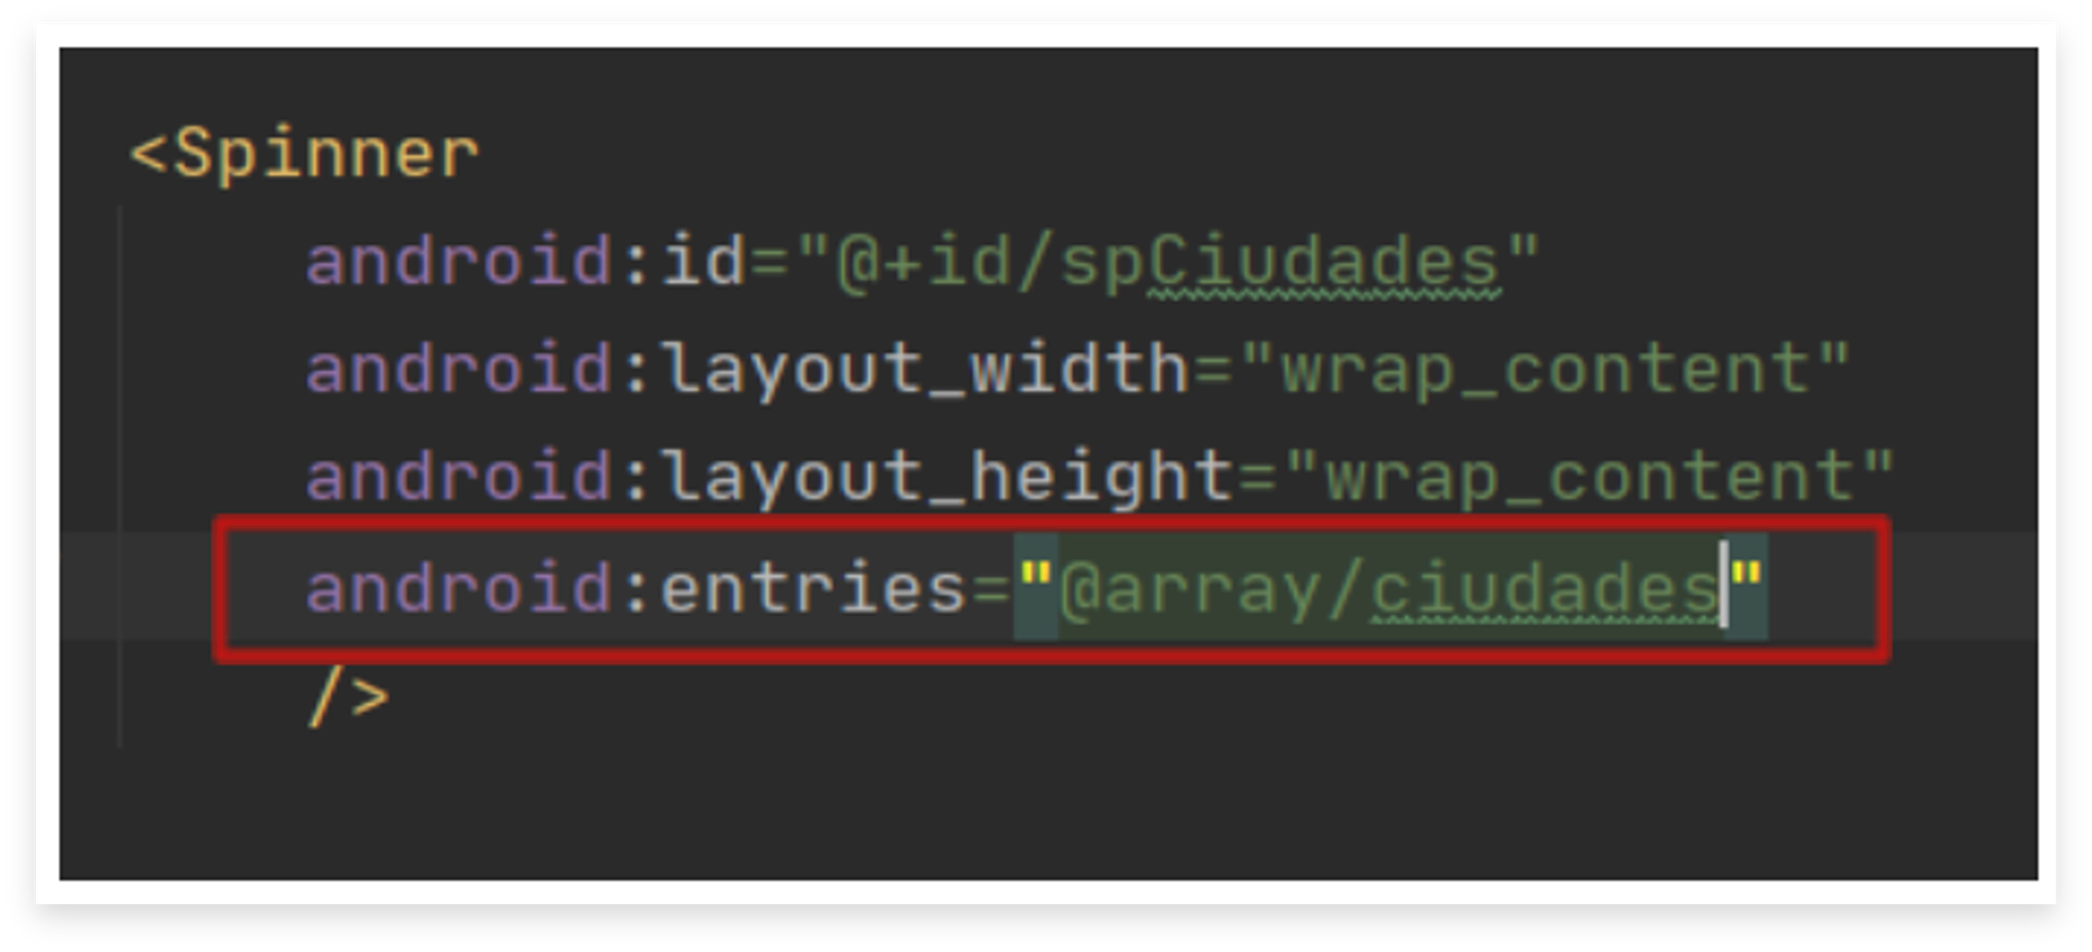 <Spinner
android:id="@+id/spCiudades"
android:layout_width="wrap_content"
android:layout_height="wrap_content"
android:entries="@array/ciudades"
/>